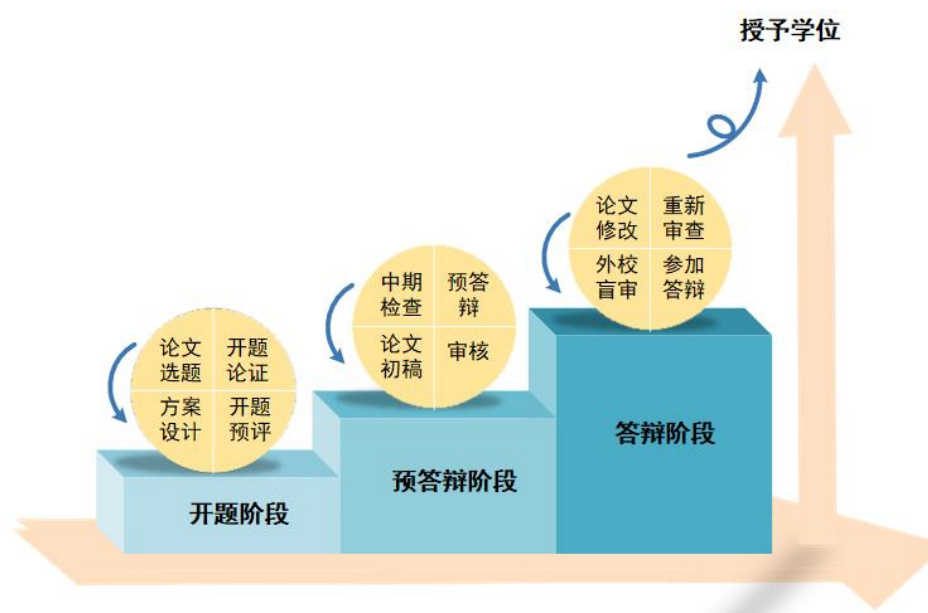 授予学位
论文
修改
重新
审查
外校
盲审
参加
答辩
中期
检查
预答
辩
论文
初稿
审核
论文
选题
开题
论证
方案
设计
开题
预评
答辩阶段
预答辩阶段
开题阶段